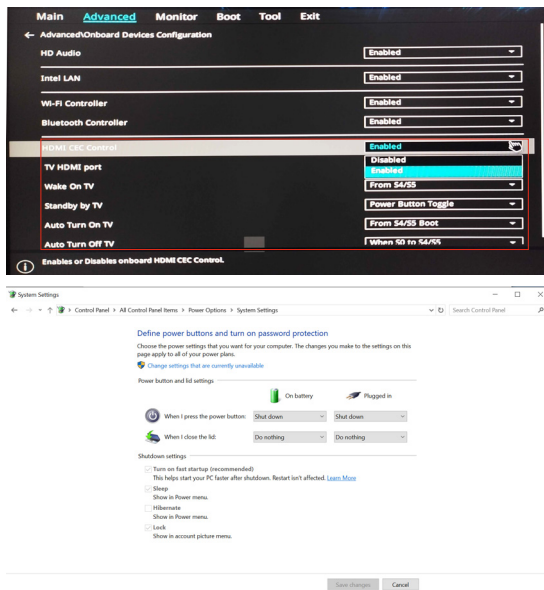 Main Advanced Monitor Boot Tool Exit
← Advanced\Onboard Devices Configuration
HD Audio Enabled
Intel LAN Enabled
Wi-Fi Controller Enabled
Bluetooth Controller Enabled
HDMI CEC Control Enabled
Disabled
TV HDMI port Enabled
Wake On TV From S4/S5
Standby by TV Power Button Toggle
Auto Turn On TV From S4/S5 Boot
Auto Turn Off TV When S0 to S4/S5
Enables or Disables onboard HDMI CEC Control.
System Settings
Control Panel > All Control Panel Items > Power Options > System Settings Search Control Panel
Define power buttons and turn on password protection
Choose the power settings that you want for your computer. The changes you make to the settings on this
page apply to all of your power plans.
Change settings that are currently unavailable
Power button and lid settings
On battery Plugged in
When I press the power button: Shut down Shut down
When I close the lid: Do nothing Do nothing
Shutdown settings
Turn on fast startup (recommended)
This helps start your PC faster after shutdown. Restart isn't affected. Learn More
Sleep
Show in Power menu.
Hibernate
Show in Power menu.
Lock
Show in account picture menu.
Save changes Cancel